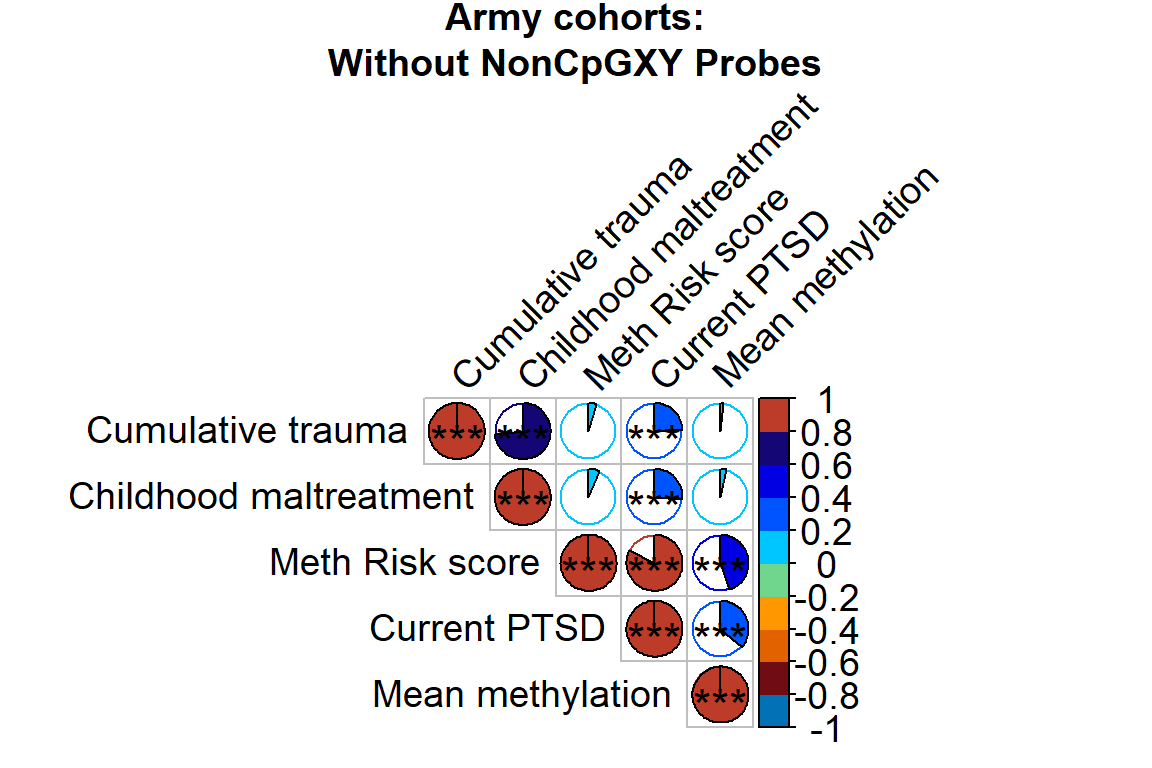 Army cohorts:
Without NonCpGXY Probes
Cumulative trauma
Childhood maltreatment
Meth Risk score
Current PTSD
Mean methylation
Cumulative trauma *** *** ***
Childhood maltreatment *** ***
Meth Risk score *** *** ***
Current PTSD *** ***
Mean methylation ***
1
0.8
0.6
0.4
0.2
0
-0.2
-0.4
-0.6
-0.8
-1